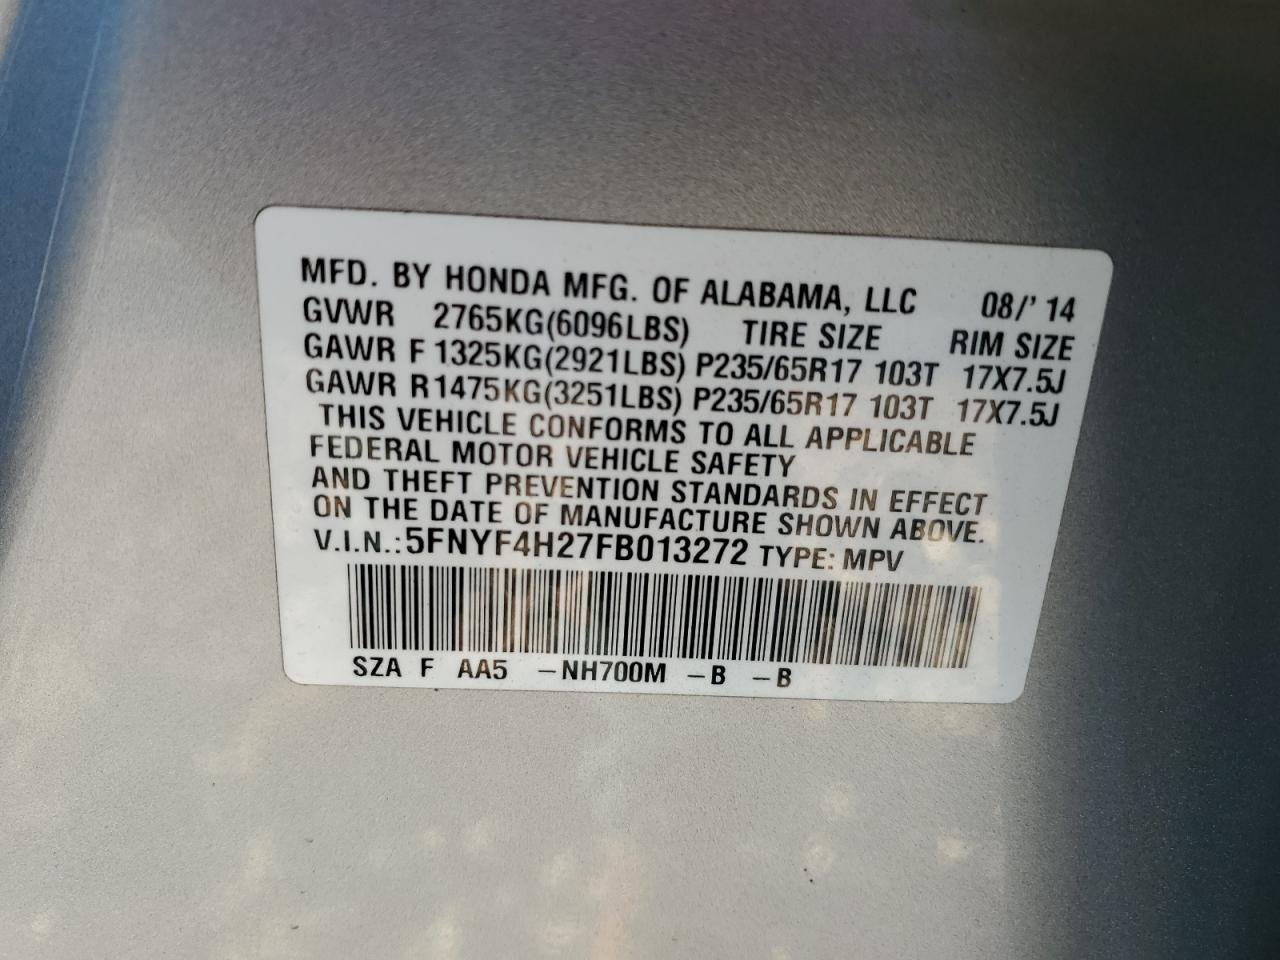 MFD. BY HONDA MFG. OF ALABAMA, LLC 08/' 14
GVWR 2765KG(6096LBS) TIRE SIZE RIM SIZE
GAWR F 1325KG(2921LBS) P235/65R17 103T 17X7.5J
GAWR R1475KG(3251LBS) P235/65R17 103T 17X7.5J
THIS VEHICLE CONFORMS TO ALL APPLICABLE
FEDERAL MOTOR VEHICLE SAFETY
AND THEFT PREVENTION STANDARDS IN EFFECT
ON THE DATE OF MANUFACTURE SHOWN ABOVE.
V.I.N.:5FNYF4H27FB013272 TYPE: MPV
SZA F AA5 -NH700M -B -B